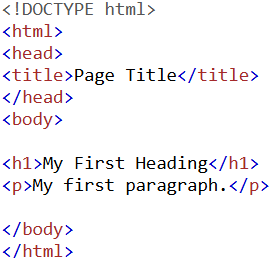 <!DOCTYPE html>
<html>
<head>
<title>Page Title</title>
</head>
<body>

<h1>My First Heading</h1>
<p>My first paragraph.</p>

</body>
</html>